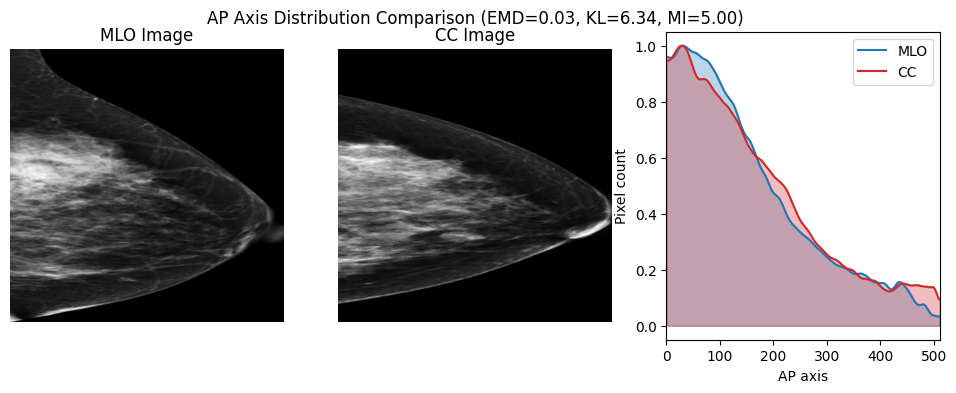 AP Axis Distribution Comparison (EMD=0.03, KL=6.34, MI=5.00)
MLO Image
CC Image
MLO
CC
Pixel count
1.0
0.8
0.6
0.4
0.2
0.0
0 100 200 300 400 500
AP axis